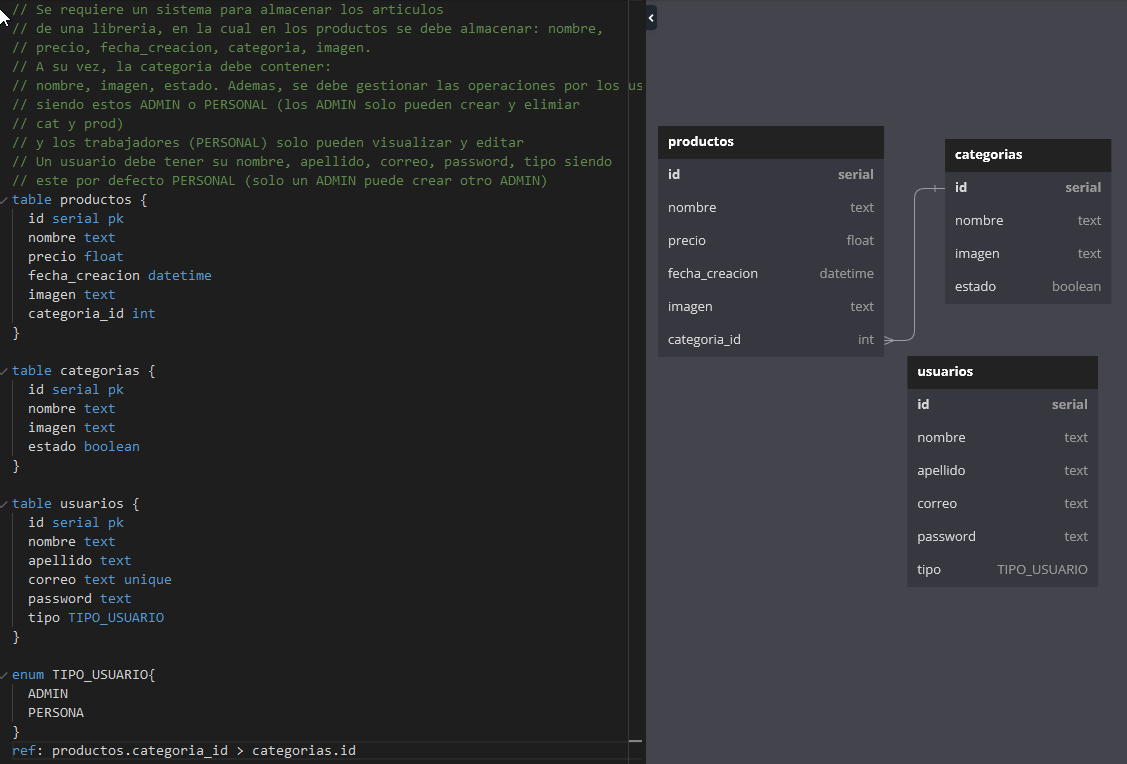 // Se requiere un sistema para almacenar los articulos
// de una libreria, en la cual en los productos se debe almacenar: nombre,
// precio, fecha_creacion, categoria, imagen.
// A su vez, la categoria debe contener:
// nombre, imagen, estado. Ademas, se debe gestionar las operaciones por los us
// siendo estos ADMIN o PERSONAL (los ADMIN solo pueden crear y elimiar
// cat y prod)
// y los trabajadores (PERSONAL) solo pueden visualizar y editar
// Un usuario debe tener su nombre, apellido, correo, password, tipo siendo
// este por defecto PERSONAL (solo un ADMIN puede crear otro ADMIN)
table productos {
id serial pk
nombre text
precio float
fecha_creacion datetime
imagen text
categoria_id int
}
table categorias {
id serial pk
nombre text
imagen text
estado boolean
}
table usuarios {
id serial pk
nombre text
apellido text
correo text unique
password text
tipo TIPO_USUARIO
}
enum TIPO_USUARIO{
ADMIN
PERSONA
}
ref: productos.categoria_id > categorias.id
productos
id serial
nombre text
precio float
fecha_creacion datetime
imagen text
categoria_id int
categorias
id serial
nombre text
imagen text
estado boolean
usuarios
id serial
nombre text
apellido text
correo text
password text
tipo TIPO_USUARIO